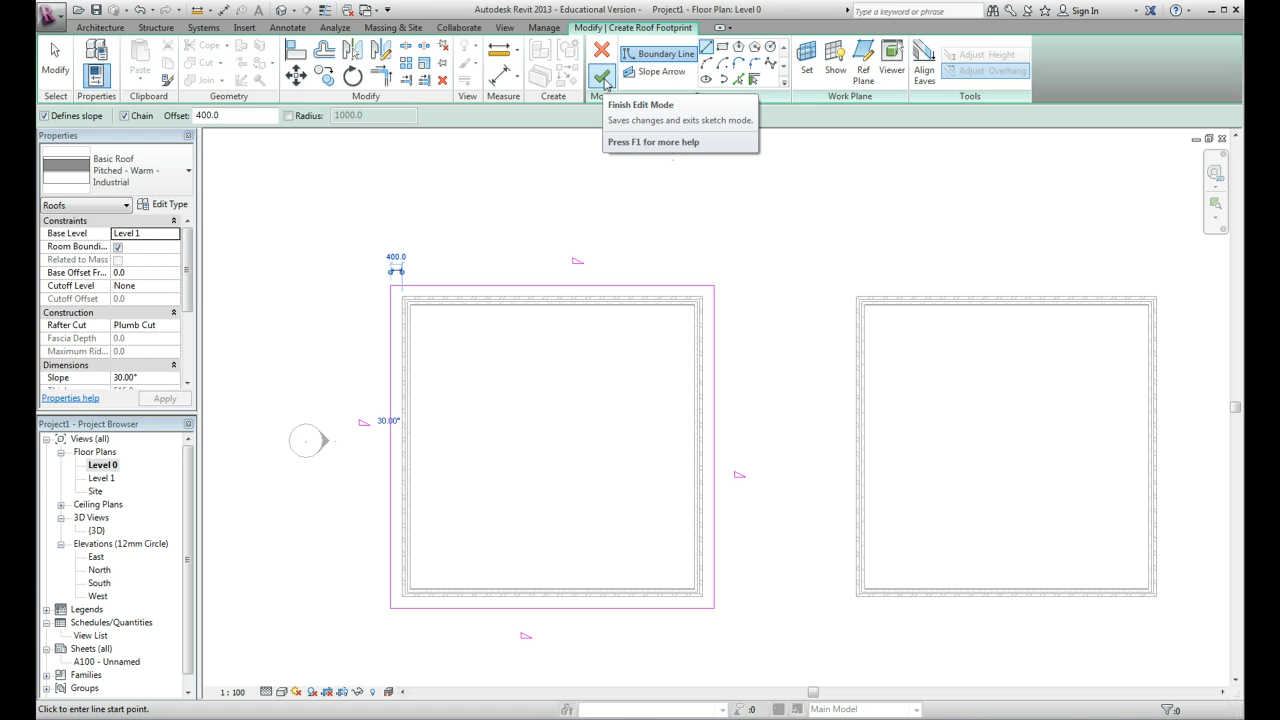 Autodesk Revit 2013 - Educational Version - Project1 - Floor Plan: Level 0
Type a keyword or phrase
Sign In
Architecture
Structure
Systems
Insert
Annotate
Analyze
Massing & Site
Collaborate
View
Manage
Modify | Create Roof Footprint
Modify
Paste
Cope
Cut
Join
Boundary Line
Slope Arrow
Set
Show
Ref Plane
Viewer
Align Eaves
Adjust Height
Adjust Overhang
Select
Properties
Clipboard
Geometry
Modify
View
Measure
Create
Work Plane
Tools
Defines slope
Chain
Offset:
400.0
Radius:
1000.0
Finish Edit Mode
Saves changes and exits sketch mode.
Press F1 for more help
Properties
Basic Roof
Pitched - Warm -
Industrial
Roofs
Edit Type
Constraints
Base Level Level 1
Room Boundi...
Related to Mass
Base Offset Fr... 0.0
Cutoff Level None
Cutoff Offset 0.0
Construction
Rafter Cut Plumb Cut
Fascia Depth 0.0
Maximum Rid... 0.0
Dimensions
Slope 30.00°
Properties help
Apply
Project1 - Project Browser
Views (all)
Floor Plans
Level 0
Level 1
Site
Ceiling Plans
3D Views
{3D}
Elevations (12mm Circle)
East
North
South
West
Legends
Schedules/Quantities
View List
Sheets (all)
A100 - Unnamed
Families
Groups
400.0
30.00°
1 : 100
Click to enter line start point.
:0
Main Model
:0